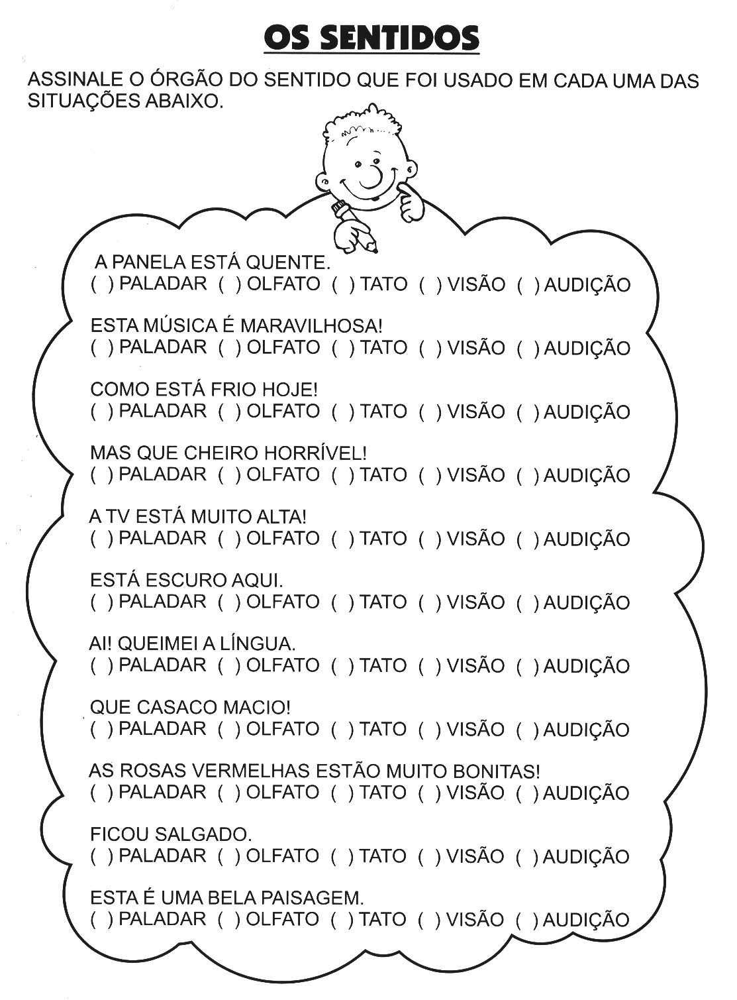 OS SENTIDOS
ASSINALE O ÓRGÃO DO SENTIDO QUE FOI USADO EM CADA UMA DAS
SITUAÇÕES ABAIXO.
A PANELA ESTÁ QUENTE.
( ) PALADAR ( ) OLFATO ( ) TATO ( ) VISÃO ( ) AUDIÇÃO
ESTA MÚSICA É MARAVILHOSA!
( ) PALADAR ( ) OLFATO ( ) TATO ( ) VISÃO ( ) AUDIÇÃO
COMO ESTÁ FRIO HOJE!
( ) PALADAR ( ) OLFATO ( ) TATO ( ) VISÃO ( ) AUDIÇÃO
MAS QUE CHEIRO HORRÍVEL!
( ) PALADAR ( ) OLFATO ( ) TATO ( ) VISÃO ( ) AUDIÇÃO
A TV ESTÁ MUITO ALTA!
( ) PALADAR ( ) OLFATO ( ) TATO ( ) VISÃO ( ) AUDIÇÃO
ESTÁ ESCURO AQUI.
( ) PALADAR ( ) OLFATO ( ) TATO ( ) VISÃO ( ) AUDIÇÃO
AI! QUEIMEI A LÍNGUA.
( ) PALADAR ( ) OLFATO ( ) TATO ( ) VISÃO ( ) AUDIÇÃO
QUE CASACO MACIO!
( ) PALADAR ( ) OLFATO ( ) TATO ( ) VISÃO ( ) AUDIÇÃO
AS ROSAS VERMELHAS ESTÃO MUITO BONITAS!
( ) PALADAR ( ) OLFATO ( ) TATO ( ) VISÃO ( ) AUDIÇÃO
FICOU SALGADO.
( ) PALADAR ( ) OLFATO ( ) TATO ( ) VISÃO ( ) AUDIÇÃO
ESTA É UMA BELA PAISAGEM.
( ) PALADAR ( ) OLFATO ( ) TATO ( ) VISÃO ( ) AUDIÇÃO